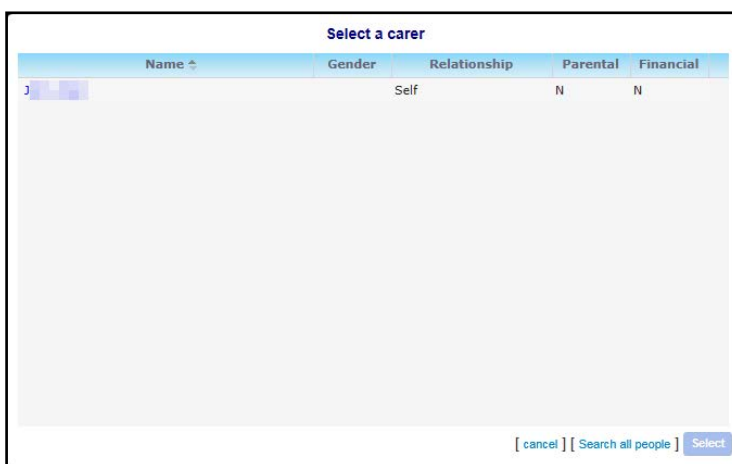 Select a carer
Name Gender Relationship Parental Financial
J Self N N
[ cancel ] [ Search all people ] Select